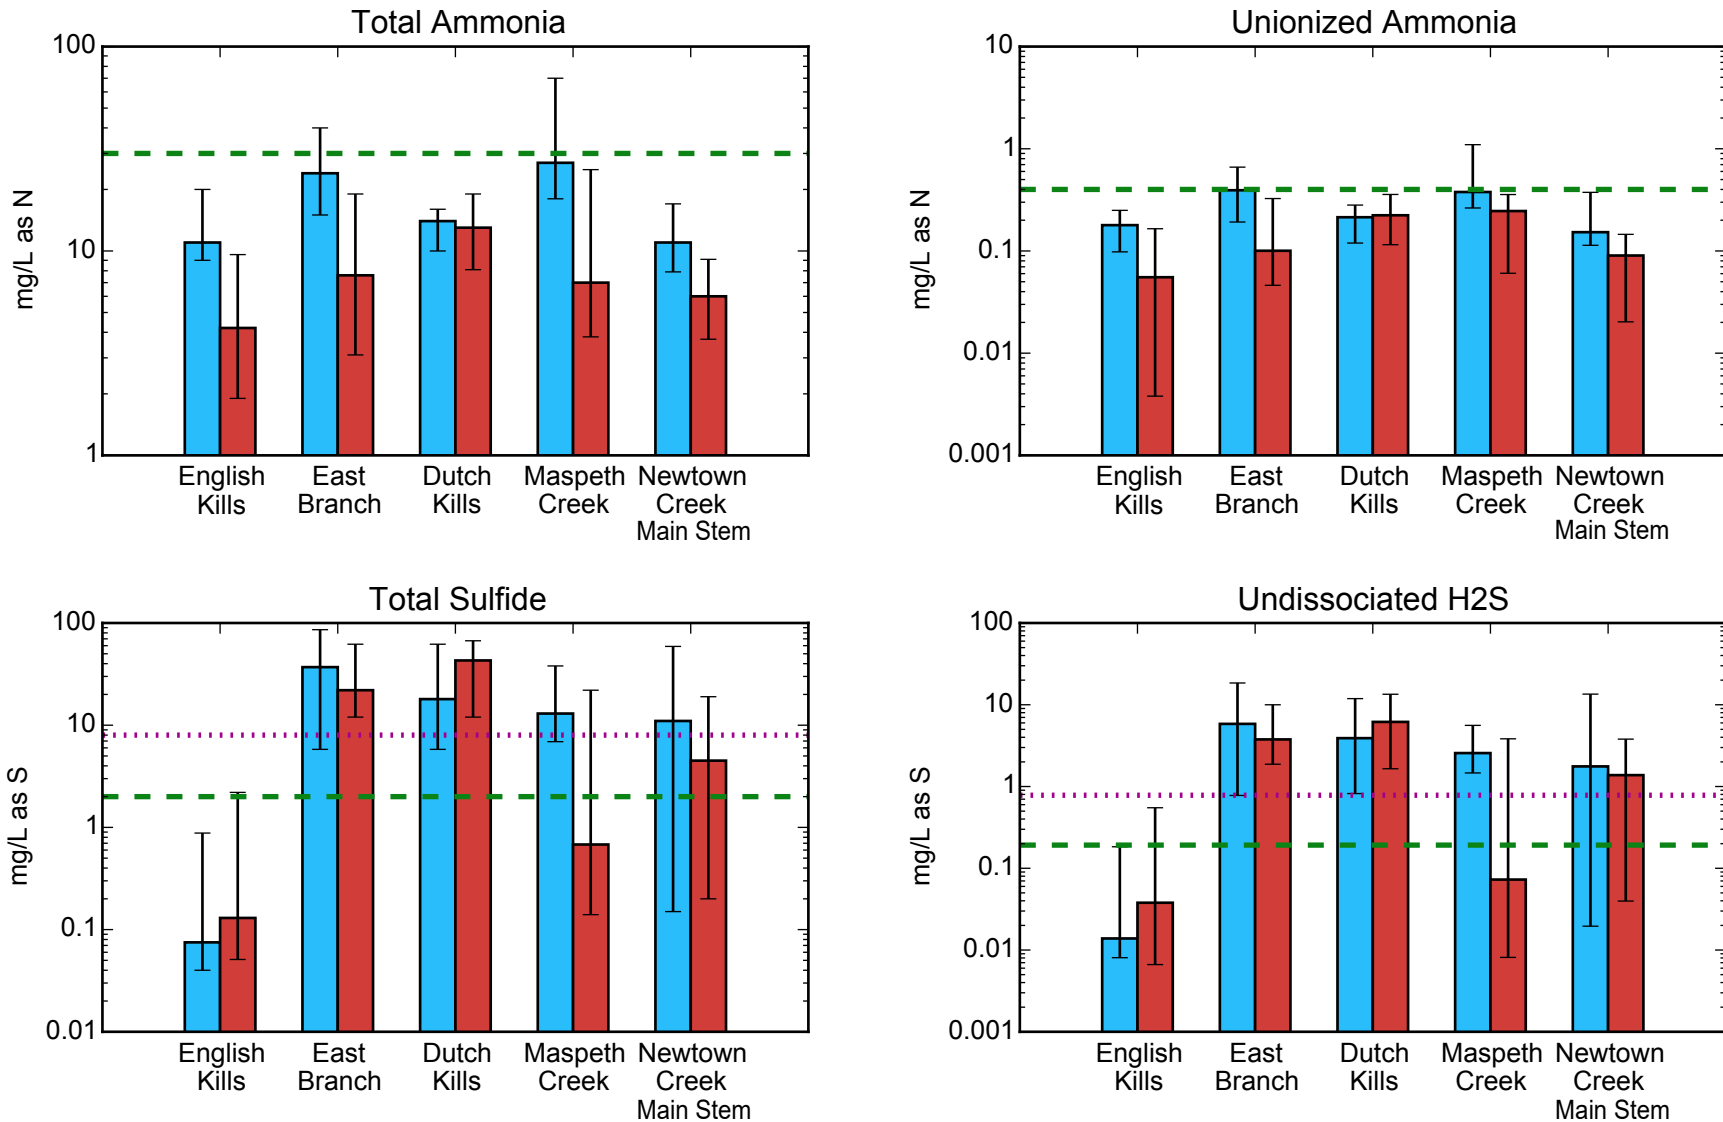 Total Ammonia
100
10
1
mg/L as N
English Kills
East Branch
Dutch Kills
Maspeth Creek
Newtown Creek Main Stem
Unionized Ammonia
10
1
0.1
0.01
0.001
mg/L as N
English Kills
East Branch
Dutch Kills
Maspeth Creek
Newtown Creek Main Stem
Total Sulfide
100
10
1
0.1
0.01
mg/L as S
English Kills
East Branch
Dutch Kills
Maspeth Creek
Newtown Creek Main Stem
Undissociated H2S
100
10
1
0.1
0.01
0.001
mg/L as S
English Kills
East Branch
Dutch Kills
Maspeth Creek
Newtown Creek Main Stem